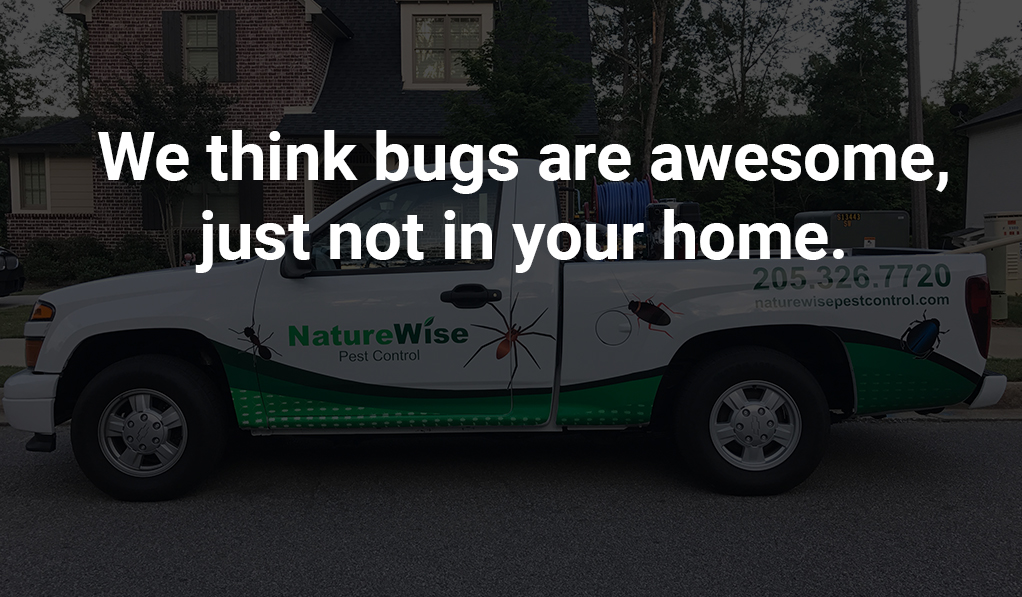 We think bugs are awesome,
just not in your home.
205.326.7720
naturewisepestcontrol.com
NatureWise
Pest Control